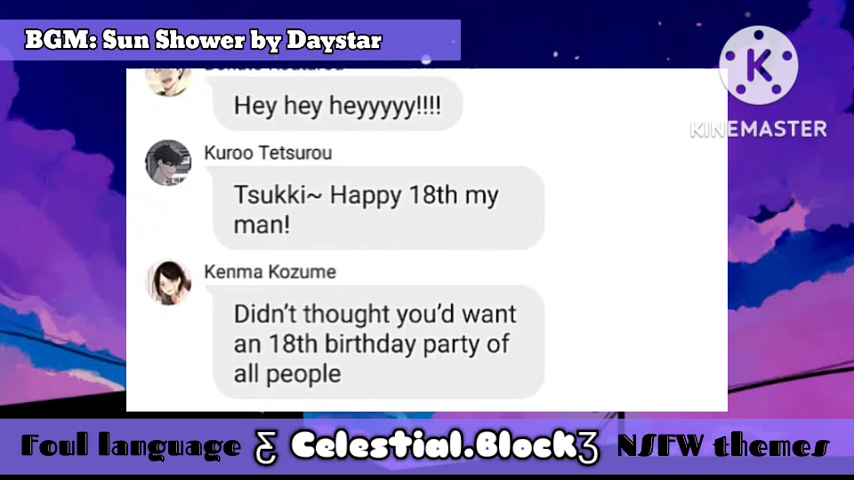 BGM: Sun Shower by Daystar
KINEMASTER
Hey hey heyyyyy!!!!
Kuroo Tetsurou
Tsukki~ Happy 18th my
man!
Kenma Kozume
Didn't thought you'd want
an 18th birthday party of
all people
Foul language Ƹ Celestial.BlockƷ NSFW themes